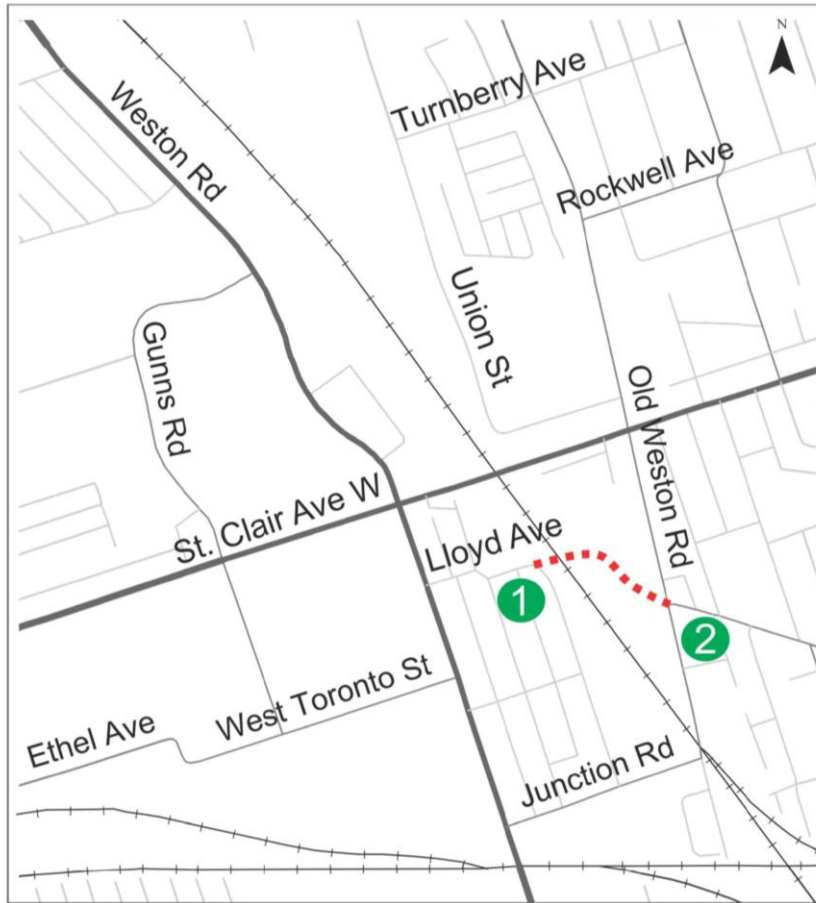 N
Turnberry Ave
Weston Rd
Rockwell Ave
Union St
Gunns Rd
Old Weston Rd
St. Clair Ave W
Lloyd Ave
1
2
West Toronto St
Ethel Ave
Junction Rd